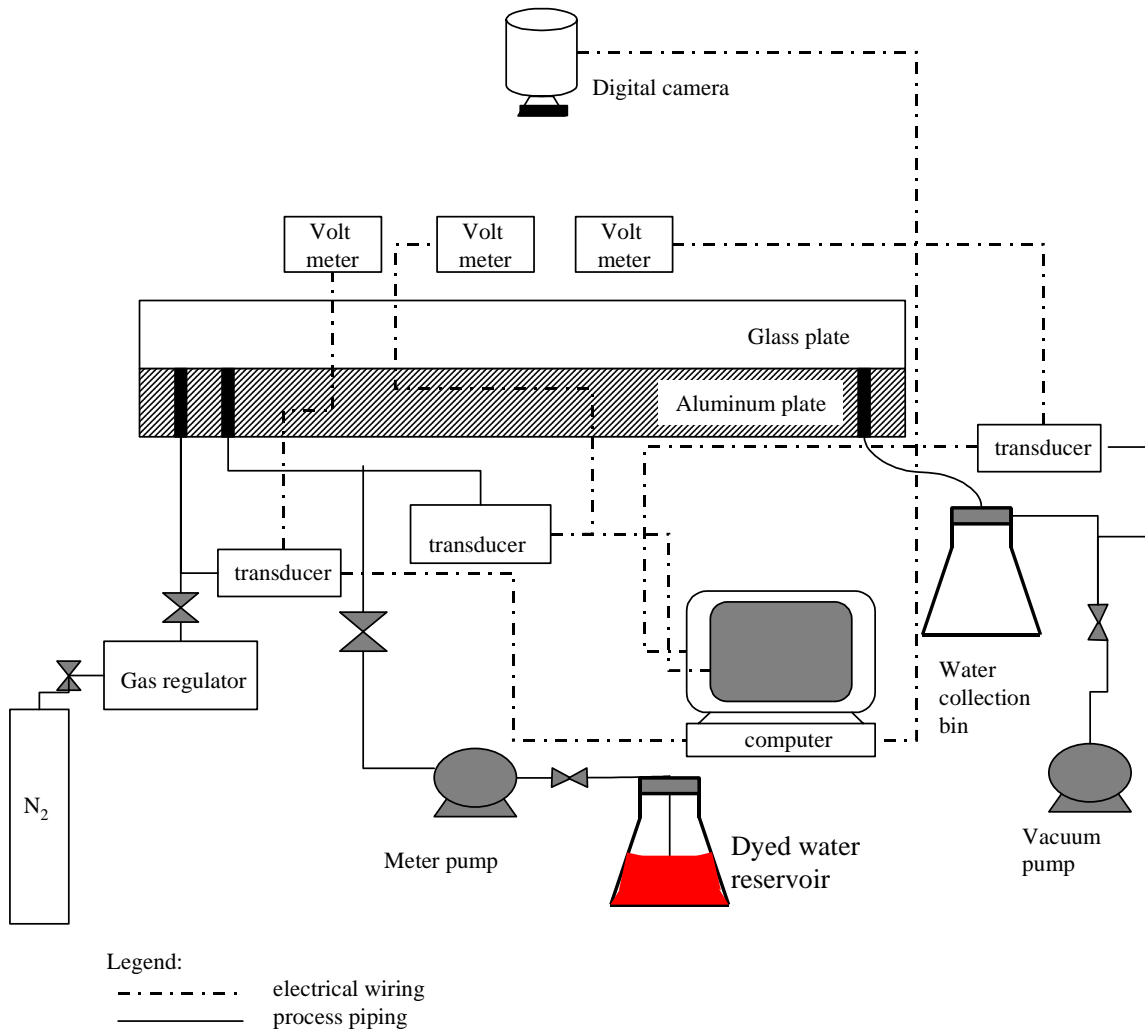 Digital camera
Volt
meter
Volt
meter
Volt
meter
Glass plate
Aluminum plate
transducer
transducer
transducer
Gas regulator
N₂
computer
Water
collection
bin
Meter pump
Dyed water
reservoir
Vacuum
pump
Legend:
electrical wiring
process piping